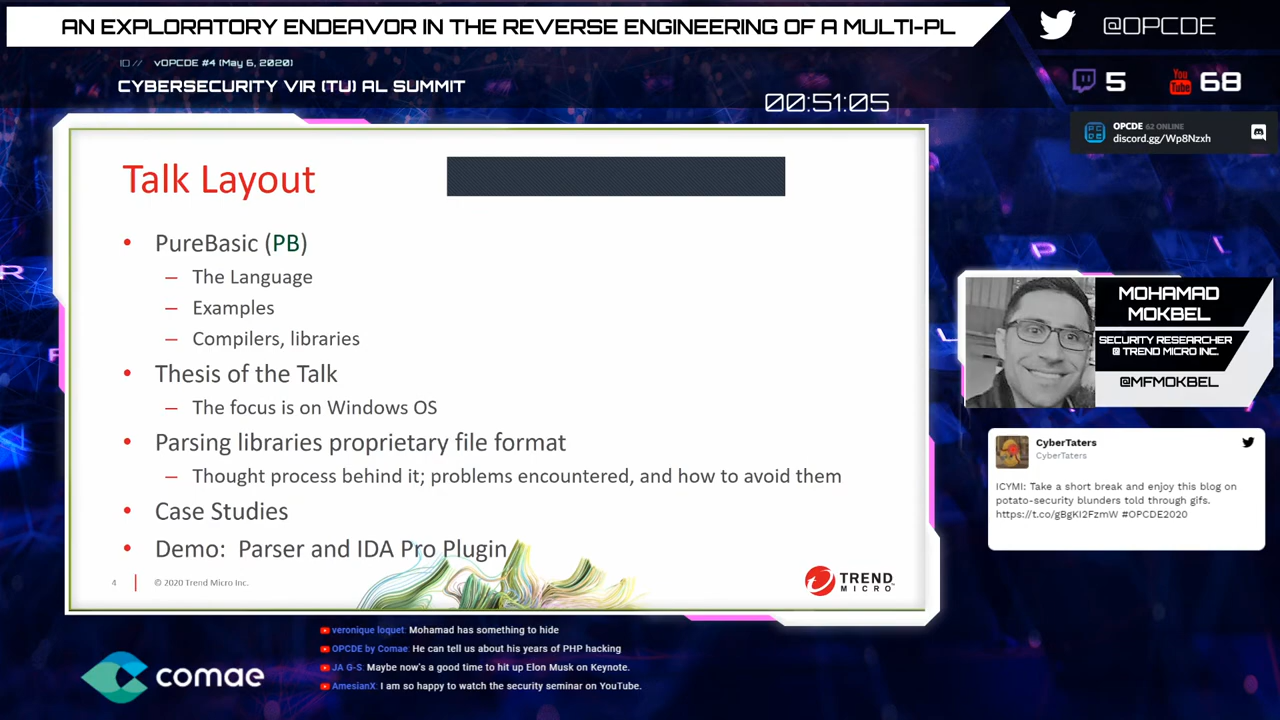 AN EXPLORATORY ENDEAVOR IN THE REVERSE ENGINEERING OF A MULTI-PL
@OPCDE
ID // vOPCDE #4 (May 6, 2020)
CYBERSECURITY VIR (TU) AL SUMMIT
00:51:05
5
You Tube
68
OPCDE 62 ONLINE
discord.gg/Wp8Nzxh
Talk Layout
• PureBasic (PB)
– The Language
– Examples
– Compilers, libraries
• Thesis of the Talk
– The focus is on Windows OS
• Parsing libraries proprietary file format
– Thought process behind it; problems encountered, and how to avoid them
• Case Studies
• Demo: Parser and IDA Pro Plugin
4
© 2020 Trend Micro Inc.
TREND
MICRO
MOHAMAD
MOKBEL
SECURITY RESEARCHER
@ TREND MICRO INC.
@MFMOKBEL
CyberTaters
CyberTaters
ICYMI: Take a short break and enjoy this blog on
potato-security blunders told through gifs.
https://t.co/gBgKI2FzmW #OPCDE2020
veronique loquet: Mohamad has something to hide
OPCDE by Comae: He can tell us about his years of PHP hacking
JA G-S: Maybe now's a good time to hit up Elon Musk on Keynote.
AmesianX: I am so happy to watch the security seminar on YouTube.
comae